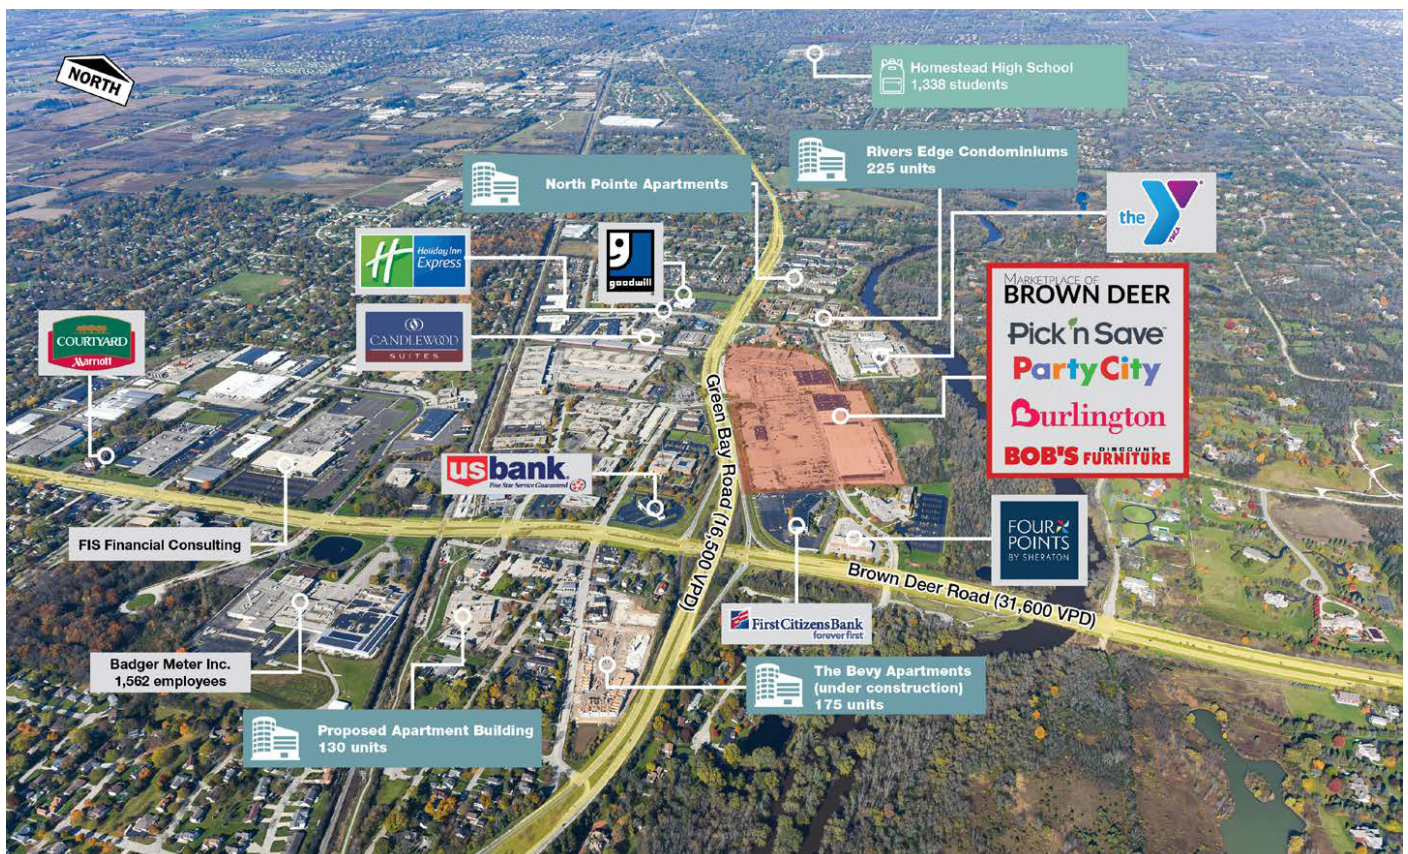 NORTH
Homestead High School
1,338 students
Rivers Edge Condominiums
225 units
North Pointe Apartments
the Y
YMCA
Holiday Inn
Express
goodwill
CANDLEWOOD
SUITES
COURTYARD
Marriott
MARKETPLACE OF
BROWN DEER
Pick'n Save
Party City
Burlington
BOB'S DISCOUNT
FURNITURE
Green Bay Road (16,500 VPD)
usbank
Five Star Service Guaranteed
FIS Financial Consulting
FOUR
POINTS
BY SHERATON
Brown Deer Road (31,600 VPD)
First Citizens Bank
forever first
Badger Meter Inc.
1,562 employees
The Bevy Apartments
(under construction)
175 units
Proposed Apartment Building
130 units